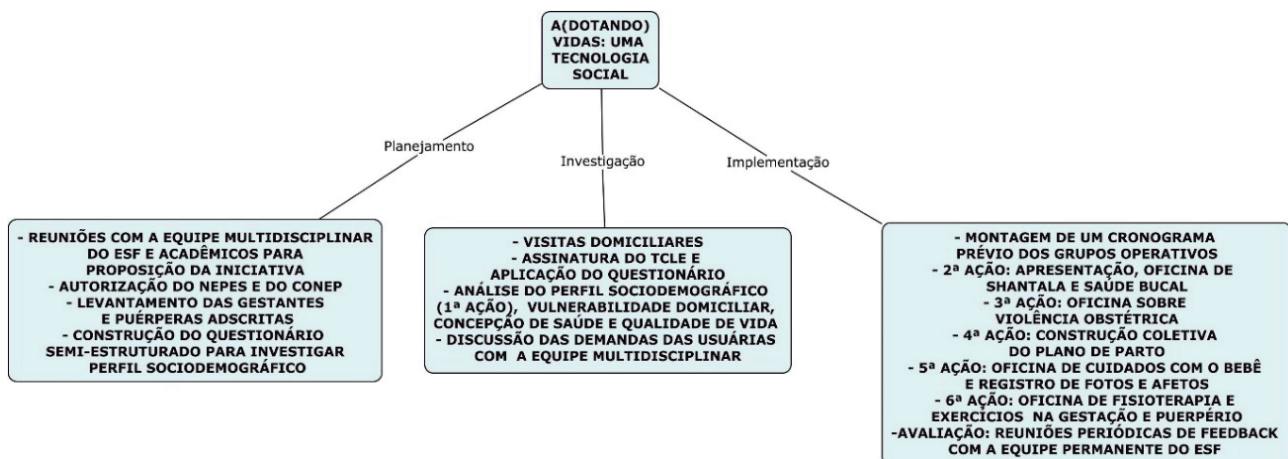 A(DOTANDO)
VIDAS: UMA
TECNOLOGIA
SOCIAL
Planejamento
Investigação
Implementação
- REUNIÕES COM A EQUIPE MULTIDISCIPLINAR
DO ESF E ACADÊMICOS PARA
PROPOSIÇÃO DA INICIATIVA
- AUTORIZAÇÃO DO NEPES E DO CONEP
- LEVANTAMENTO DAS GESTANTES
E PUÉRPERAS ADSCRITAS
- CONSTRUÇÃO DO QUESTIONÁRIO
SEMI-ESTRUTURADO PARA INVESTIGAR
PERFIL SOCIODEMOGRÁFICO
- VISITAS DOMICILIARES
- ASSINATURA DO TCLE E
APLICAÇÃO DO QUESTIONÁRIO
- ANÁLISE DO PERFIL SOCIODEMOGRÁFICO
(1ª AÇÃO), VULNERABILIDADE DOMICILIAR,
CONCEPÇÃO DE SAÚDE E QUALIDADE DE VIDA
- DISCUSSÃO DAS DEMANDAS DAS USUÁRIAS
COM A EQUIPE MULTIDISCIPLINAR
- MONTAGEM DE UM CRONOGRAMA
PRÉVIO DOS GRUPOS OPERATIVOS
- 2ª AÇÃO: APRESENTAÇÃO, OFICINA DE
SHANTALA E SAÚDE BUCAL
- 3ª AÇÃO: OFICINA SOBRE
VIOLÊNCIA OBSTÉTRICA
- 4ª AÇÃO: CONSTRUÇÃO COLETIVA
DO PLANO DE PARTO
- 5ª AÇÃO: OFICINA DE CUIDADOS COM O BEBÊ
E REGISTRO DE FOTOS E AFETOS
- 6ª AÇÃO: OFICINA DE FISIOTERAPIA E
EXERCÍCIOS NA GESTAÇÃO E PUERPÉRIO
-AVALIAÇÃO: REUNIÕES PERIÓDICAS DE FEEDBACK
COM A EQUIPE PERMANENTE DO ESF